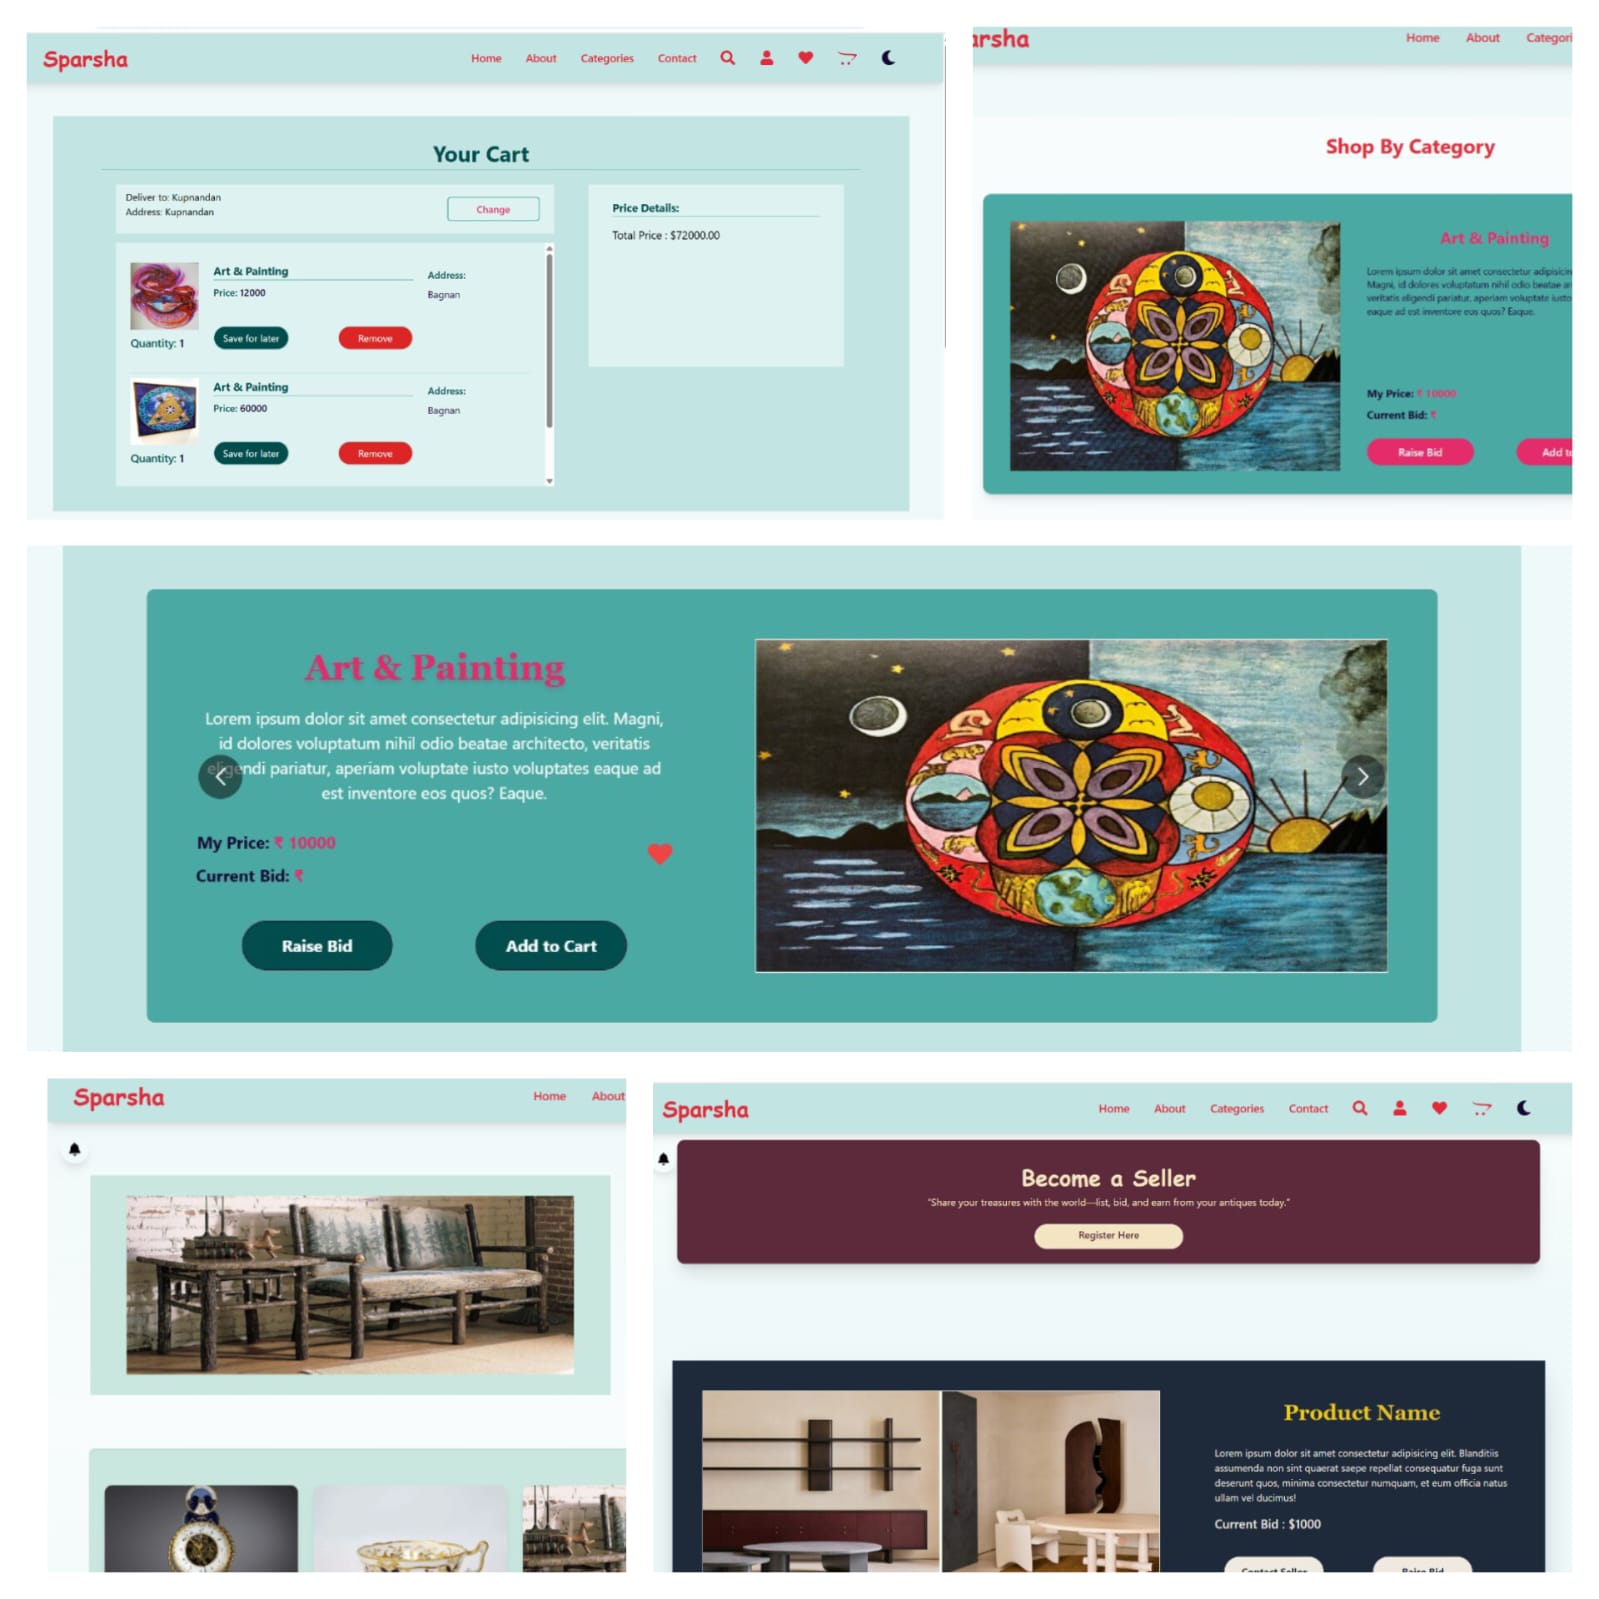 Sparsha
Home About Categories Contact
Your Cart
Deliver to: Kupnandan
Address: Kupnandan
Change
Art & Painting
Price: 12000
Address:
Bagnan
Save for later Remove
Quantity: 1
Art & Painting
Price: 60000
Address:
Bagnan
Save for later Remove
Quantity: 1
Price Details:
Total Price : $72000.00
arsha
Home About Categori
Shop By Category
Art & Painting
Lorem ipsum dolor sit amet consectetur adipisicin
Magni, id dolores voluptatum nihil odio beatae ar
veritatis eligendi pariatur, aperiam voluptate iusto
eaque ad est inventore eos quos? Eaque.
My Price: ₹ 10000
Current Bid: ₹
Raise Bid Add to
Art & Painting
Lorem ipsum dolor sit amet consectetur adipisicing elit. Magni,
id dolores voluptatum nihil odio beatae architecto, veritatis
eligendi pariatur, aperiam voluptate iusto voluptates eaque ad
est inventore eos quos? Eaque.
My Price: ₹ 10000
Current Bid: ₹
Raise Bid Add to Cart
Sparsha
Home About
Sparsha
Home About Categories Contact
Become a Seller
"Share your treasures with the world—list, bid, and earn from your antiques today."
Register Here
Product Name
Lorem ipsum dolor sit amet consectetur adipisicing elit. Blanditiis
assumenda non sint quaerat saepe repellat consequatur fuga sunt
deserunt quos, minima consectetur numquam, et eum officia natus
ullam vel ducimus!
Current Bid : $1000
Contact Seller Raise Bid